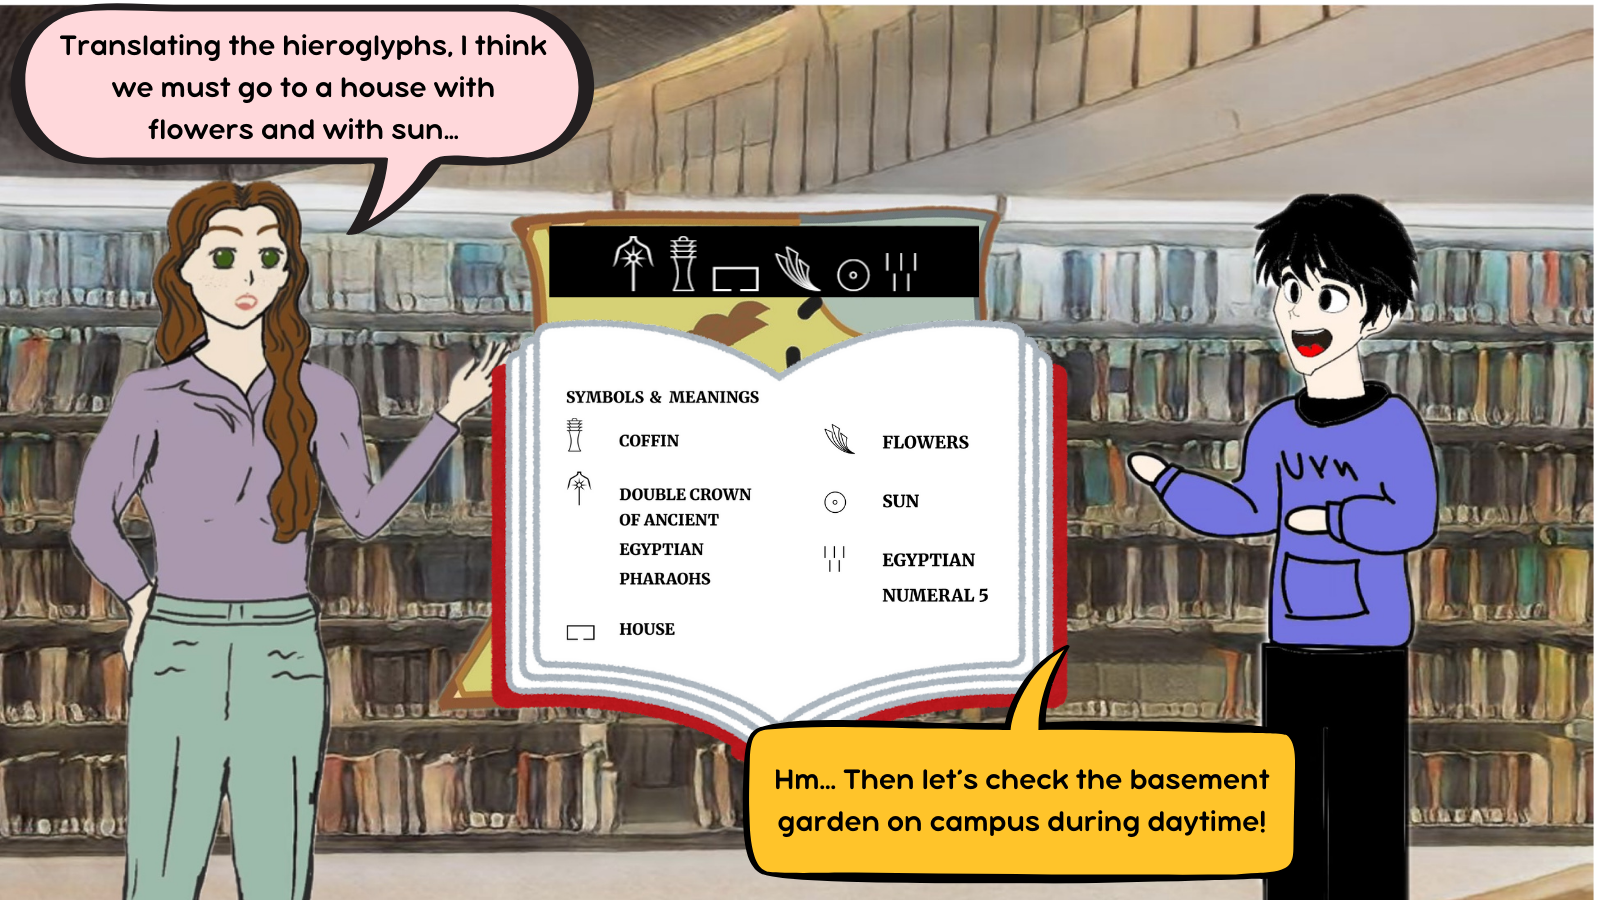 Translating the hieroglyphs, I think
we must go to a house with
flowers and with sun...
SYMBOLS & MEANINGS
COFFIN
DOUBLE CROWN
OF ANCIENT
EGYPTIAN
PHARAOHS
HOUSE
FLOWERS
SUN
EGYPTIAN
NUMERAL 5
UVN
Hm... Then let's check the basement
garden on campus during daytime!